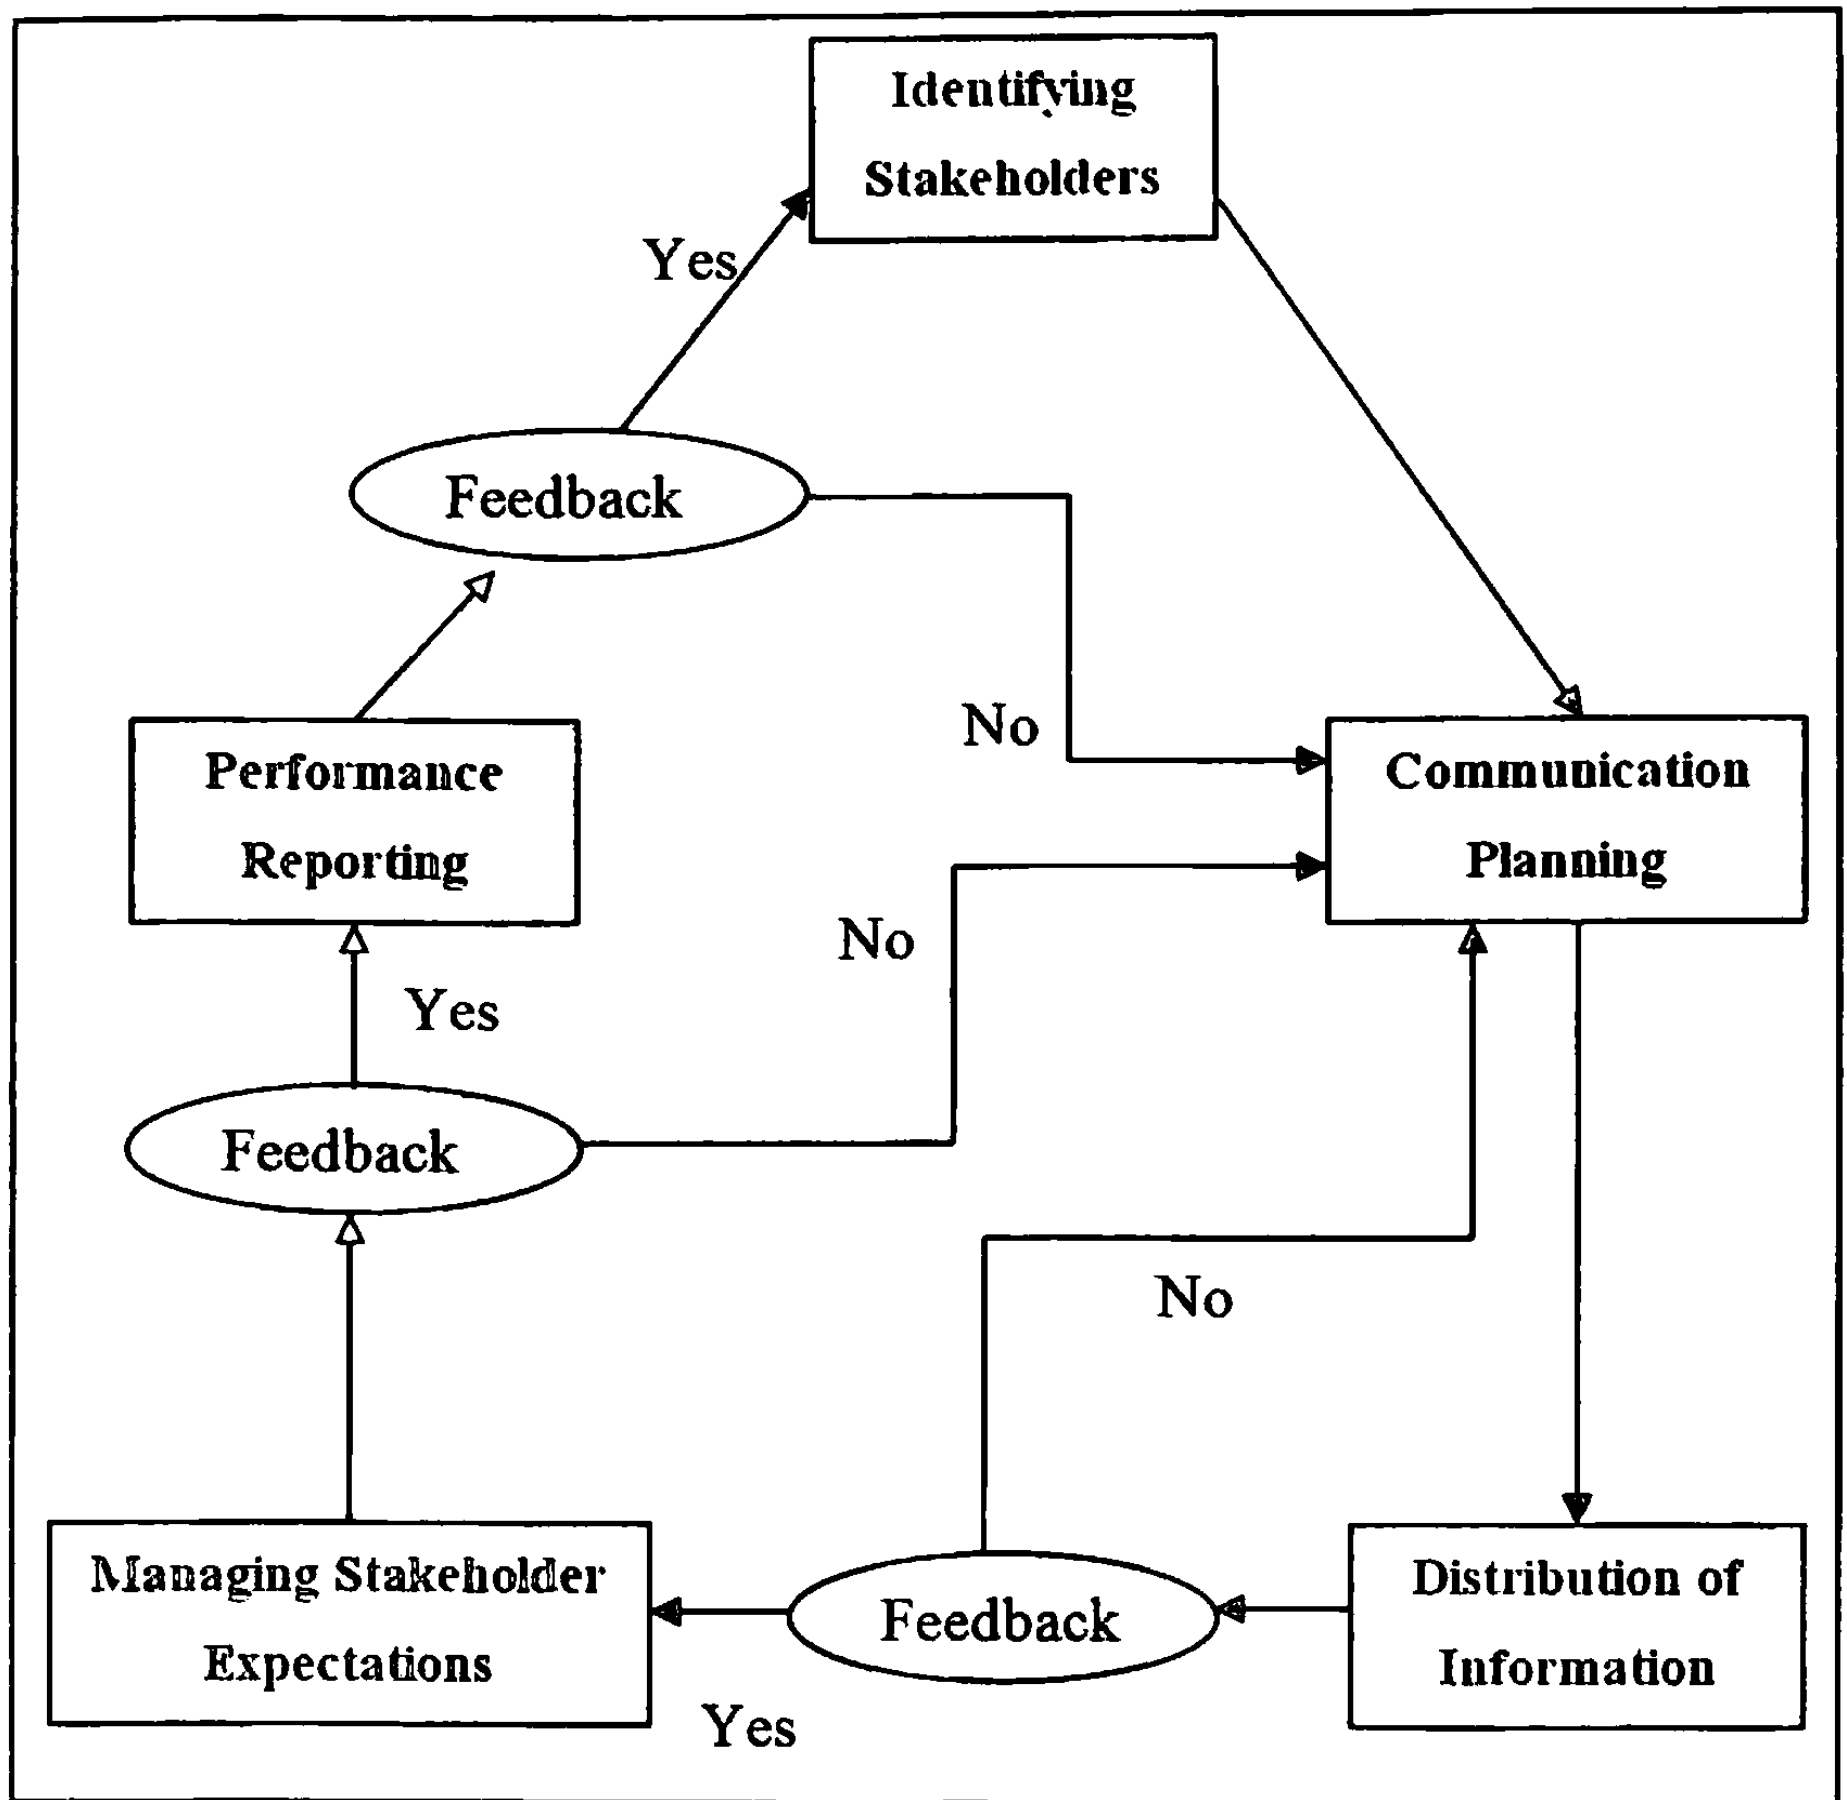 Identifying
Stakeholders
Yes
Feedback
No
Performance
Reporting
Communication
Planning
No
Yes
Feedback
No
Managing Stakeholder
Expectations
Feedback
Distribution of
Information
Yes